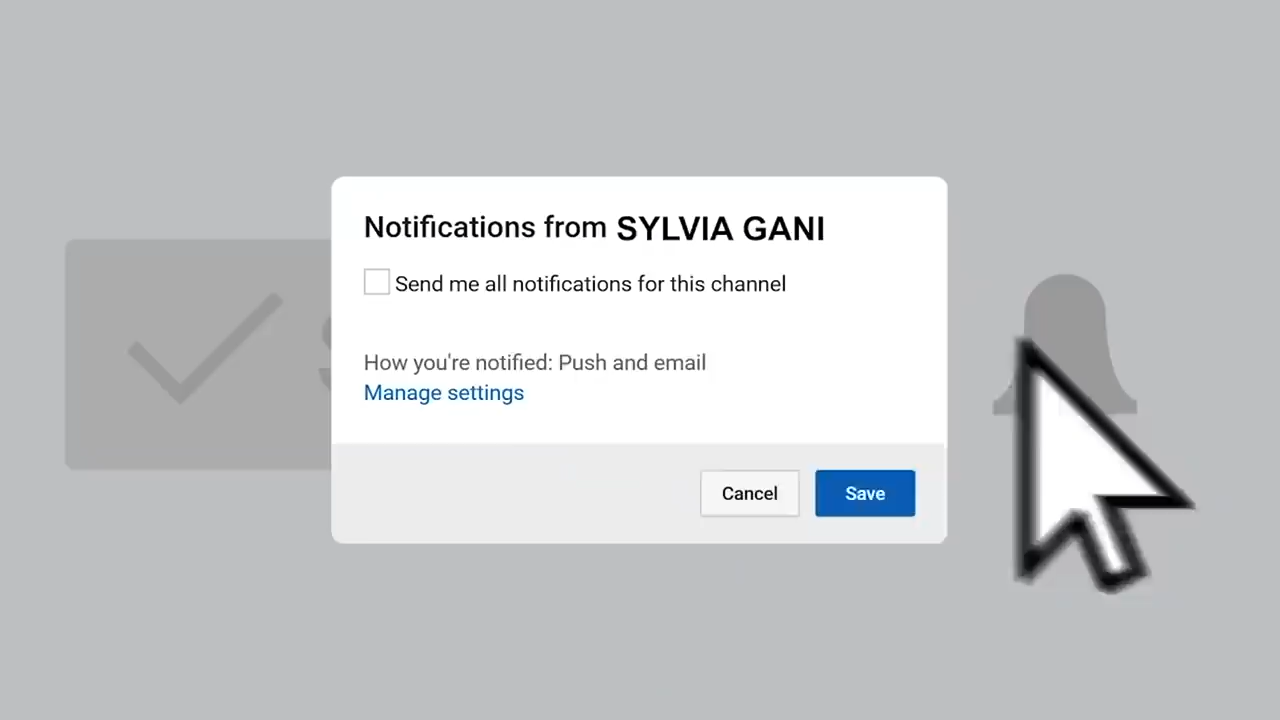 Notifications from SYLVIA GANI
Send me all notifications for this channel
How you're notified: Push and email
Manage settings
Cancel
Save